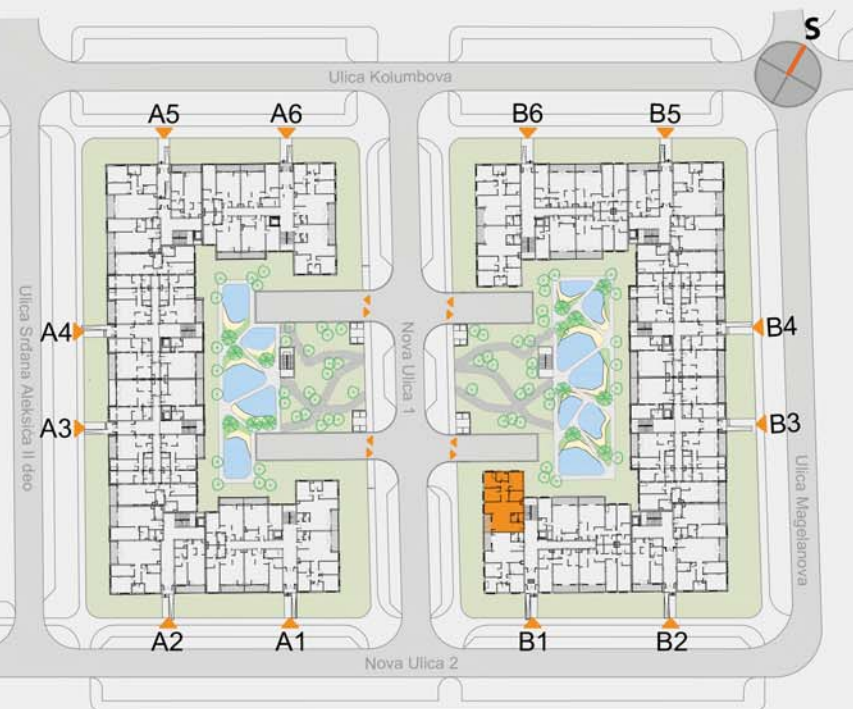 S
Ulica Kolumbova
A5
A6
B6
B5
A4
B4
A3
B3
Ulica Srđana Aleksića II deo
Nova Ulica 1
Ulica Magelanova
A2
A1
B1
B2
Nova Ulica 2